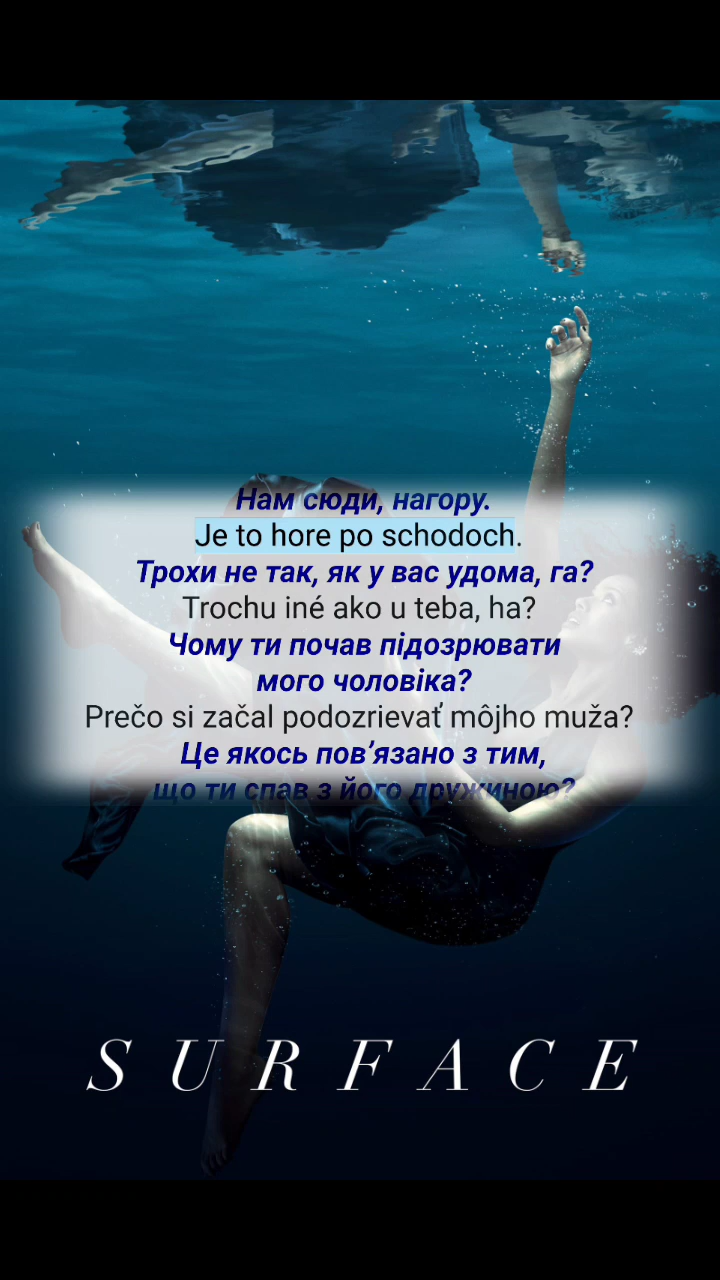 Нам сюди, нагору.
Je to hore po schodoch.
Трохи не так, як у вас удома, га?
Trochu iné ako u teba, ha?
Чому ти почав підозрювати
мого чоловіка?
Prečo si začal podozrievať môjho muža?
Це якось пов’язано з тим,
що ти спав з його дружиною?
SURFACE